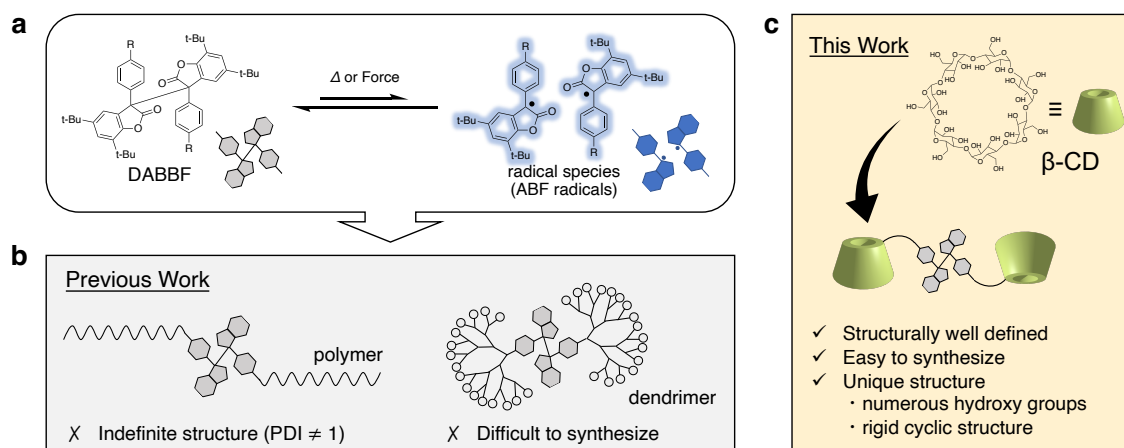 a
R
t-Bu
t-Bu
O
O
O
O
t-Bu
t-Bu
R
DABBF
Δ or Force
R
t-Bu
O
O
t-Bu
O
O
t-Bu
t-Bu
R
radical species
(ABF radicals)
b
Previous Work
polymer
dendrimer
✗ Indefinite structure (PDI ≠ 1)
✗ Difficult to synthesize
c
This Work
≡
β-CD
✓ Structurally well defined
✓ Easy to synthesize
✓ Unique structure
・numerous hydroxy groups
・rigid cyclic structure